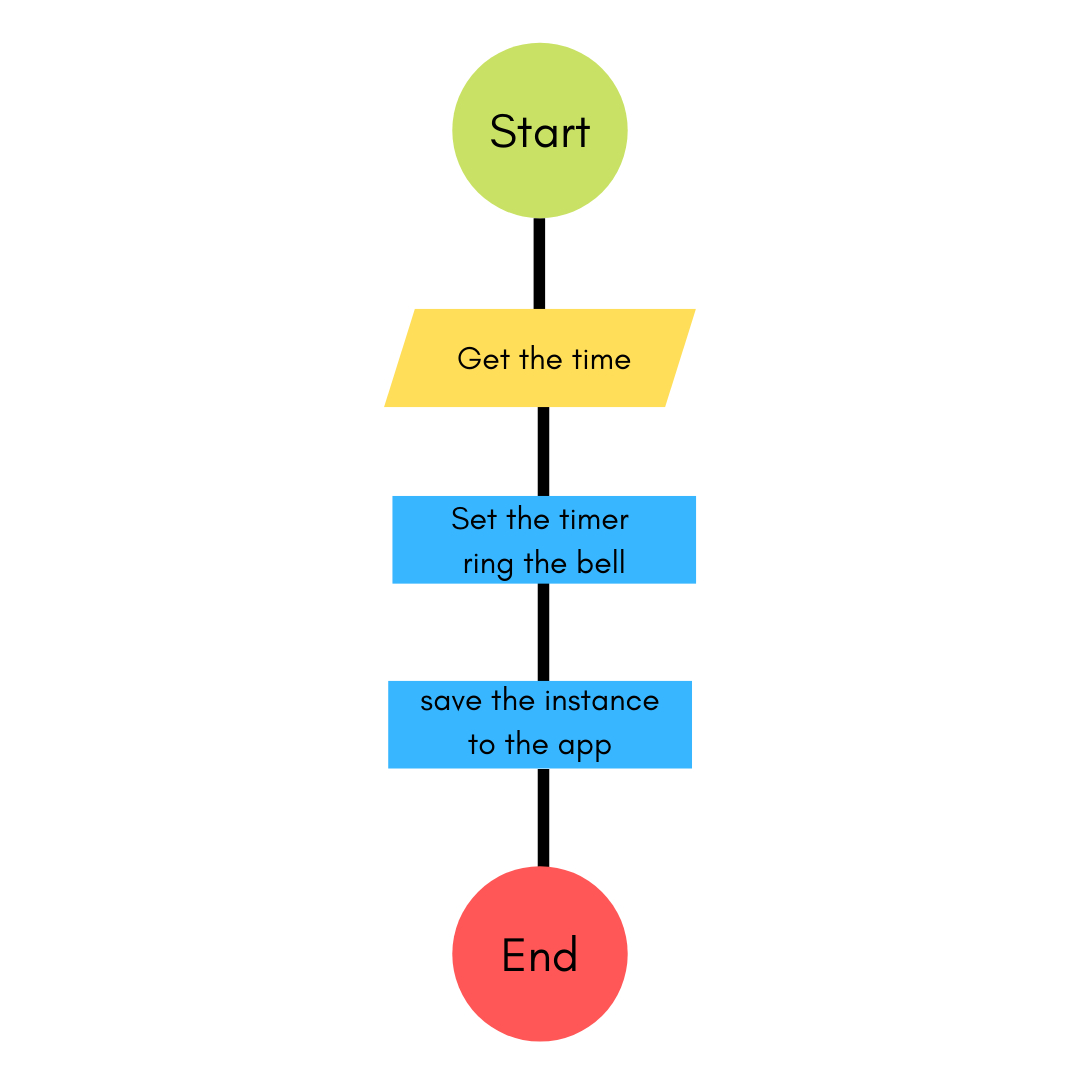 Start
Get the time
Set the timer
ring the bell
save the instance
to the app
End